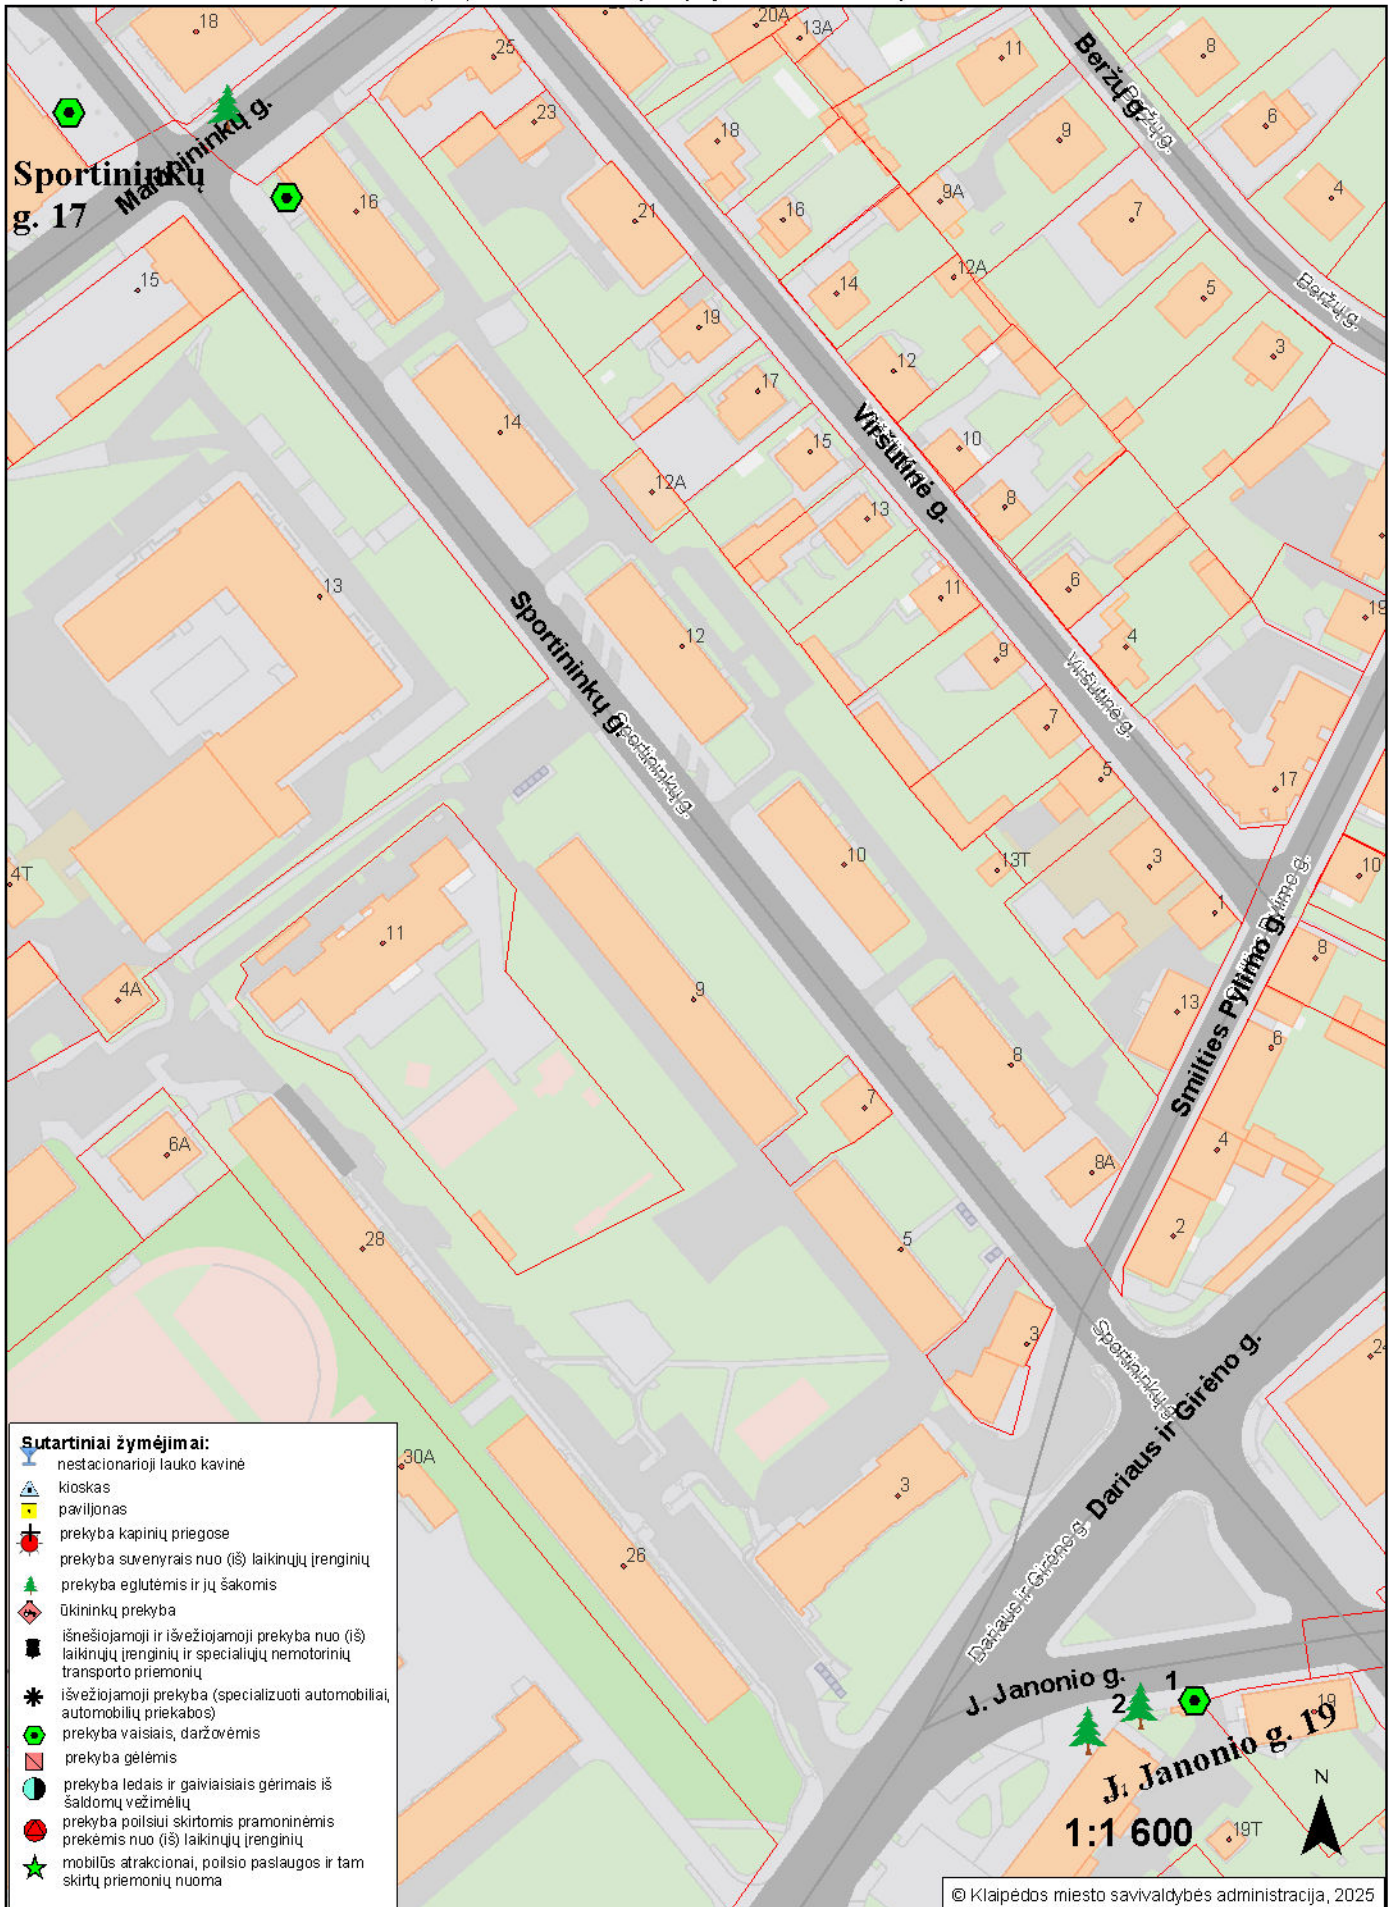 18
25
20A
13A
11
8
Beržų g.
Beržų g.
23
18
9
6
Mainininkų g.
Sportininkų
g. 17
16
21
16
9A
7
4
15
14
12A
5
Beržų g.
19
12
3
17
14
Viršutinė g.
15
10
12A
13
8
13
11
6
19
Sportininkų g.
12
9
4
Viršutinė g.
7
Sportininkų g.
5
17
10
13T
3
10
4T
1
11
8
4A
9
13
Smilties Pylimo g.
6
8
7
6A
4
8A
28
5
2
3
Sportininkų g.
24
Dariaus ir Girėno g.
30A
3
26
Dariaus ir Girėno g.
J. Janonio g.
1
2
19
J. Janonio g. 19
N
1:1 600
19T
Sutartiniai žymėjimai:
nestacionarioji lauko kavinė
kioskas
paviljonas
prekyba kapinių prieigose
prekyba suvenyrais nuo (iš) laikinųjų įrenginių
prekyba eglutėmis ir jų šakomis
ūkininkų prekyba
išnešiojamoji ir išvežiojamoji prekyba nuo (iš)
laikinųjų įrenginių ir specialiųjų nemotorinių
transporto priemonių
išvežiojamoji prekyba (specializuoti automobiliai,
automobilių priekabos)
prekyba vaisiais, daržovėmis
prekyba gėlėmis
prekyba ledais ir gaiviaisiais gėrimais iš
šaldomų vežimėlių
prekyba poilsiui skirtomis pramoninėmis
prekėmis nuo (iš) laikinųjų įrenginių
mobilūs atrakcionai, poilsio paslaugos ir tam
skirtų priemonių nuoma
© Klaipėdos miesto savivaldybės administracija, 2025